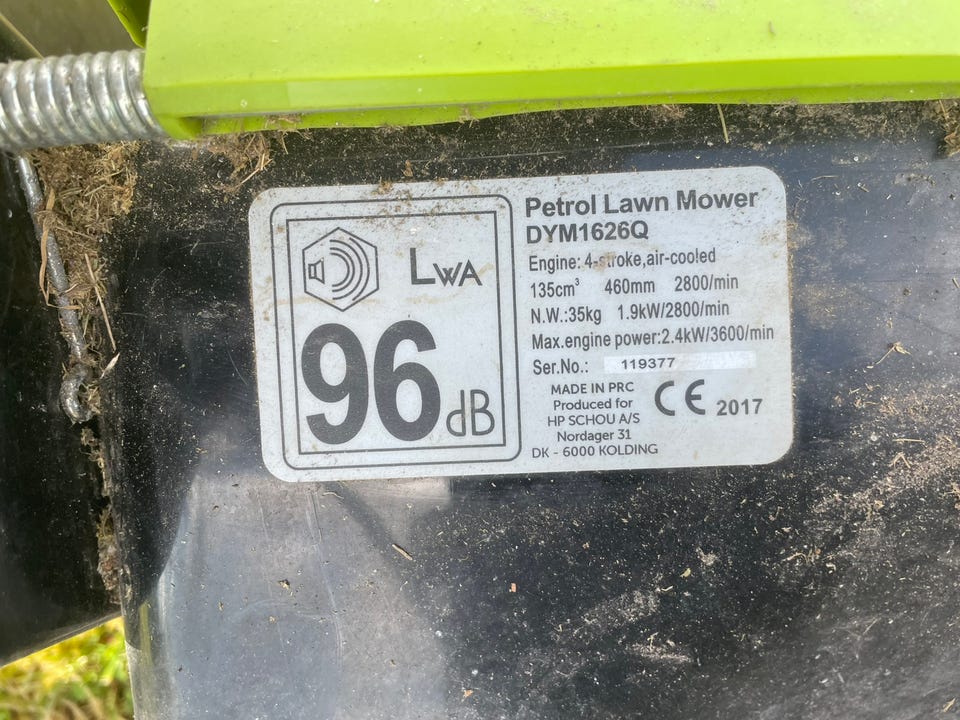 LWA
96 dB
Petrol Lawn Mower
DYM1626Q
Engine: 4-stroke,air-cooled
135cm³ 460mm 2800/min
N.W.:35kg 1.9kW/2800/min
Max.engine power:2.4kW/3600/min
Ser.No.: 119377
MADE IN PRC
Produced for
HP SCHOU A/S
Nordager 31
DK - 6000 KOLDING
CE 2017